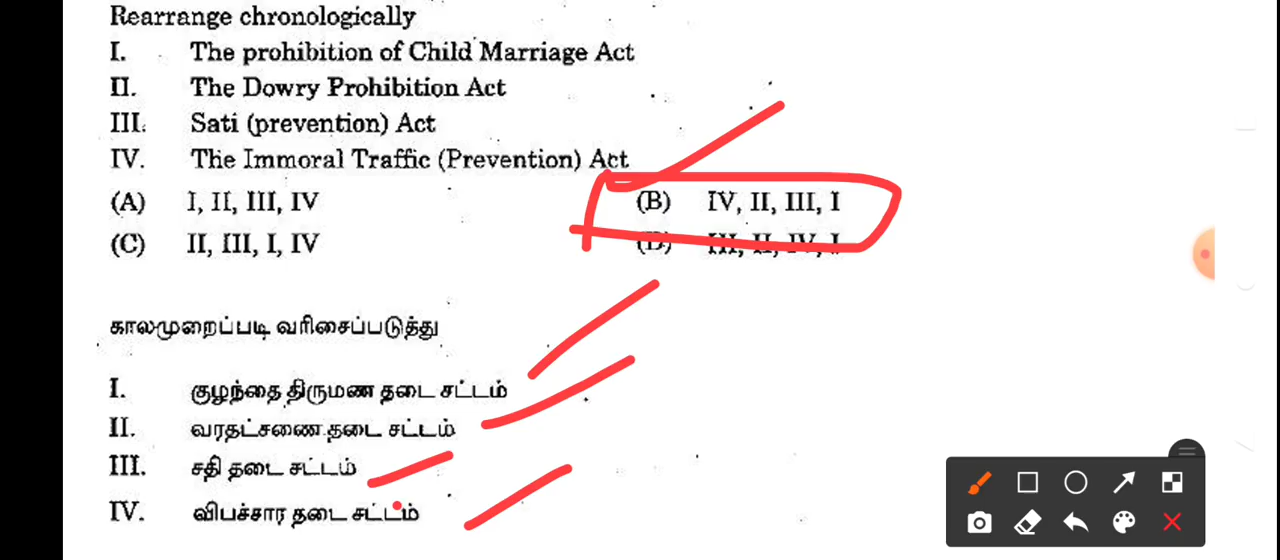 Rearrange chronologically
I. The prohibition of Child Marriage Act
II. The Dowry Prohibition Act
III. Sati (prevention) Act
IV. The Immoral Traffic (Prevention) Act
(A) I, II, III, IV (B) IV, II, III, I
(C) II, III, I, IV (D) III, II, IV, I
காலமுறைப்படி வரிசைப்படுத்து
I. குழந்தை திருமண தடை சட்டம்
II. வரதட்சணை தடை சட்டம்
III. சதி தடை சட்டம்
IV. விபச்சார தடை சட்டம்